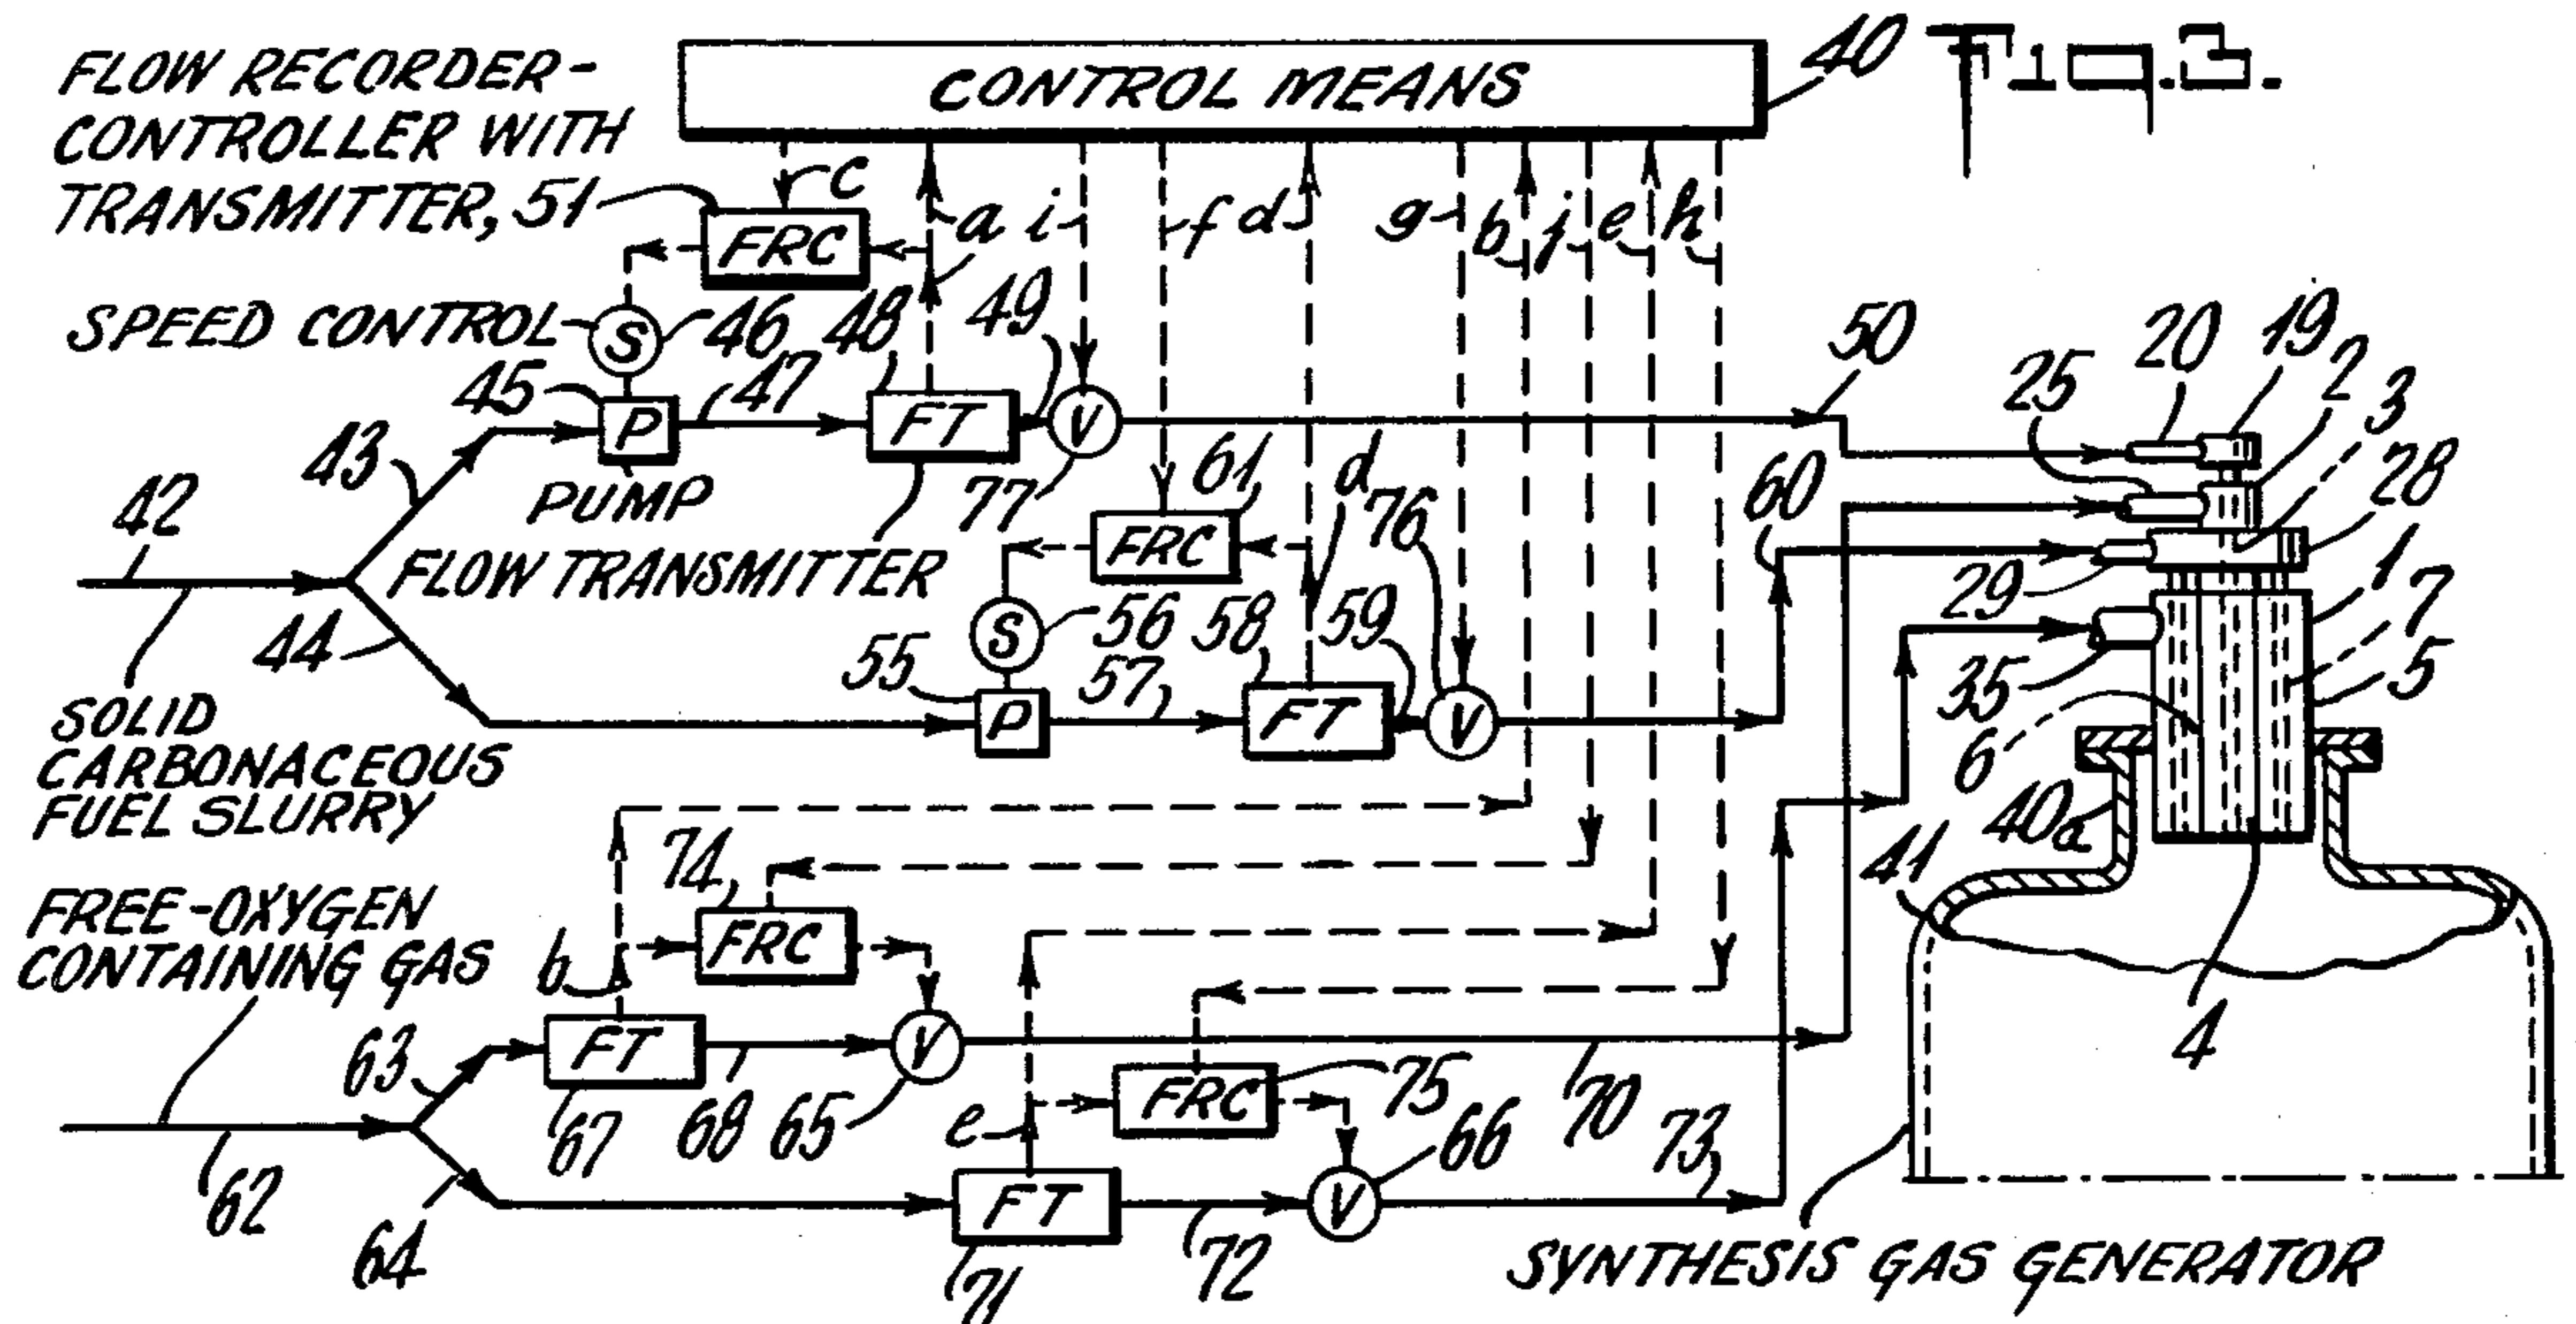 FLOW RECORDER-
CONTROLLER WITH
TRANSMITTER, 51
CONTROL MEANS
40
Fig. 3.
c
a
i
f
d
g
b
j
e
h
FRC
SPEED CONTROL
S
46
48
49
50
20
19
2
3
25
45
47
P
FT
V
43
PUMP
77
61
d
76
60
28
42
FLOW TRANSMITTER
FRC
29
1
7
44
S
56
58
59
55
57
35
5
P
FT
V
6
SOLID
CARBONACEOUS
FUEL SLURRY
40a
41
74
FREE-OXYGEN
CONTAINING GAS
b
FRC
4
63
FT
V
67
68
65
FRC
75
70
e
66
73
62
64
FT
V
71
72
SYNTHESIS GAS GENERATOR